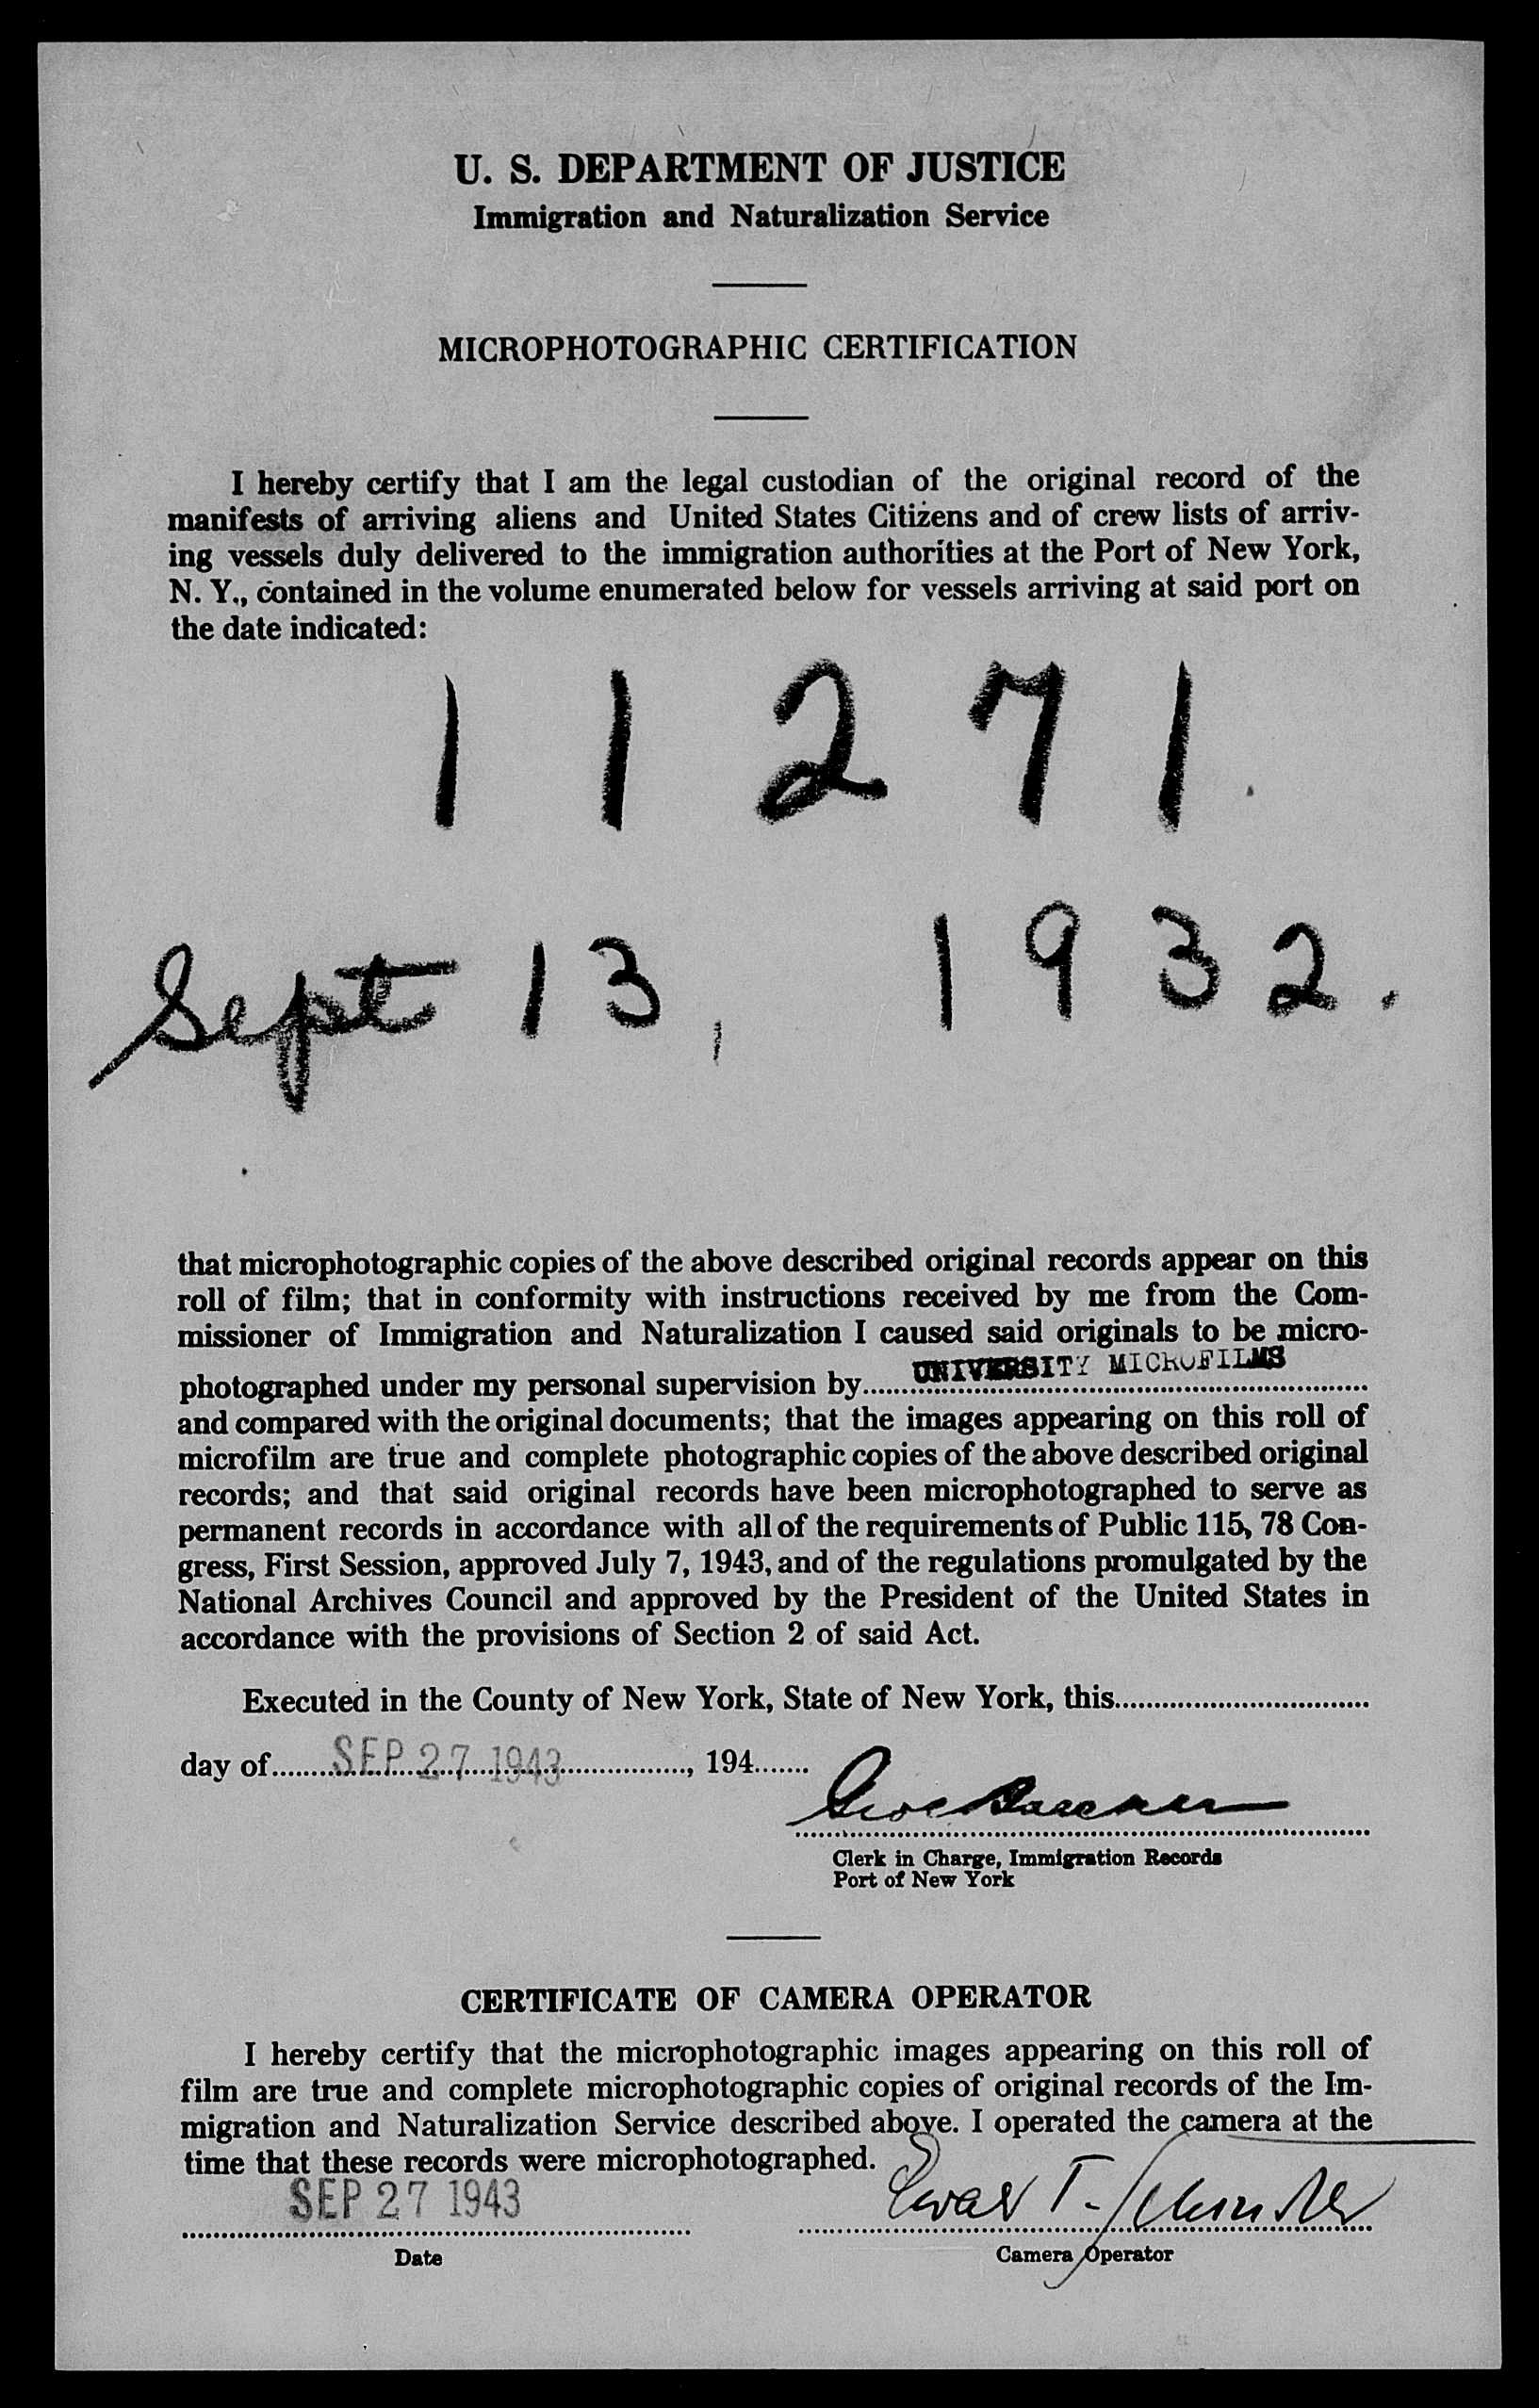 U. S. DEPARTMENT OF JUSTICE
Immigration and Naturalization Service
MICROPHOTOGRAPHIC CERTIFICATION
I hereby certify that I am the legal custodian of the original record of the
manifests of arriving aliens and United States Citizens and of crew lists of arriv-
ing vessels duly delivered to the immigration authorities at the Port of New York,
N. Y., contained in the volume enumerated below for vessels arriving at said port on
the date indicated:
11271
Sept 13, 1932.
that microphotographic copies of the above described original records appear on this
roll of film; that in conformity with instructions received by me from the Com-
missioner of Immigration and Naturalization I caused said originals to be micro-
photographed under my personal supervision by UNIVERSITY MICROFILMS
and compared with the original documents; that the images appearing on this roll of
microfilm are true and complete photographic copies of the above described original
records; and that said original records have been microphotographed to serve as
permanent records in accordance with all of the requirements of Public 115, 78 Con-
gress, First Session, approved July 7, 1943, and of the regulations promulgated by the
National Archives Council and approved by the President of the United States in
accordance with the provisions of Section 2 of said Act.
Executed in the County of New York, State of New York, this
day of SEP 27 1943, 194
Clerk in Charge, Immigration Records
Port of New York
CERTIFICATE OF CAMERA OPERATOR
I hereby certify that the microphotographic images appearing on this roll of
film are true and complete microphotographic copies of original records of the Im-
migration and Naturalization Service described above. I operated the camera at the
time that these records were microphotographed.
SEP 27 1943
T.
Date
Camera Operator